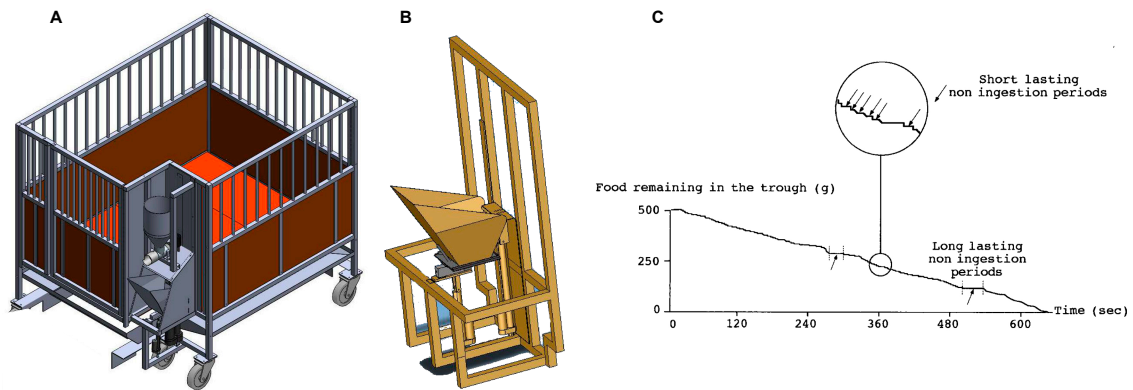 A
B
C
Short lasting
non ingestion periods
Food remaining in the trough (g)
500
250
0
Long lasting
non ingestion
periods
0
120
240
360
480
600
Time (sec)